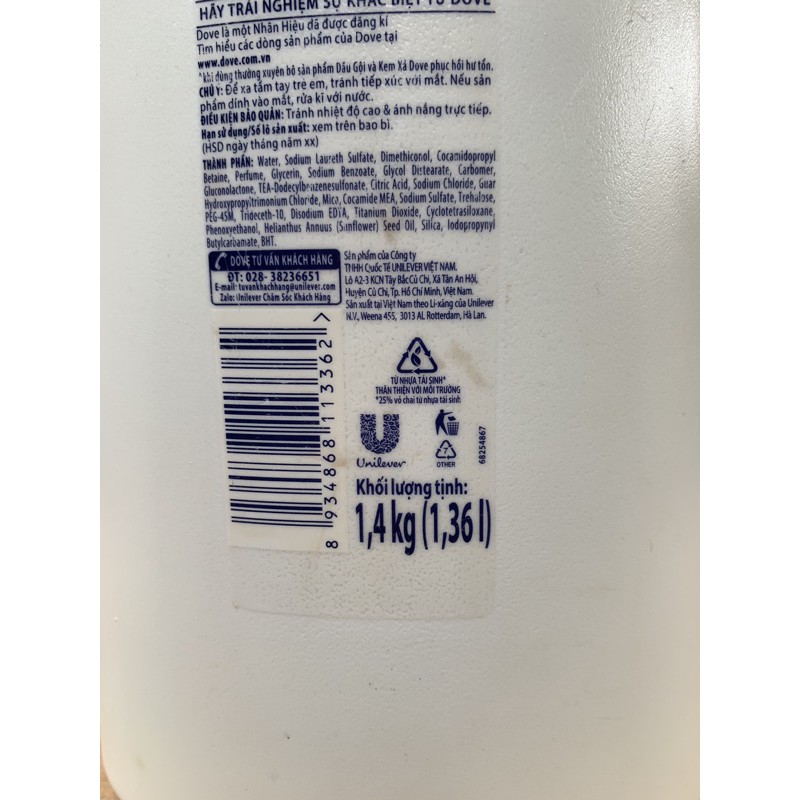 HÃY TRẢI NGHIỆM SỰ KHÁC BIỆT TỪ DOVE
Dove là một Nhãn Hiệu đã được đăng kí
Tìm hiểu các dòng sản phẩm của Dove tại
www.dove.com.vn
*khi dùng thường xuyên bộ sản phẩm Dầu Gội và Kem Xả Dove phục hồi hư tổn.
CHÚ Ý: Để xa tầm tay trẻ em, tránh tiếp xúc với mắt. Nếu sản
phẩm dính vào mắt, rửa kĩ với nước.
ĐIỀU KIỆN BẢO QUẢN: Tránh nhiệt độ cao & ánh nắng trực tiếp.
Hạn sử dụng/Số lô sản xuất: xem trên bao bì.
(HSD ngày tháng năm xx)
THÀNH PHẦN: Water, Sodium Laureth Sulfate, Dimethiconol, Cocamidopropyl
Betaine, Perfume, Glycerin, Sodium Benzoate, Glycol Distearate, Carbomer,
Gluconolactone, TEA-Dodecylbenzenesulfonate, Citric Acid, Sodium Chloride, Guar
Hydroxypropyltrimonium Chloride, Mica, Cocamide MEA, Sodium Sulfate, Trehalose,
PEG-45M, Trideceth-10, Disodium EDTA, Titanium Dioxide, Cyclotetrasiloxane,
Phenoxyethanol, Helianthus Annuus (Sunflower) Seed Oil, Silica, Iodopropynyl
Butylcarbamate, BHT.
DOVE TƯ VẤN KHÁCH HÀNG
ĐT: 028- 38236651
E-mail: tuvankhachhang@unilever.com
Zalo: Unilever Chăm Sóc Khách Hàng
Sản phẩm của Công ty
TNHH Quốc Tế UNILEVER VIỆT NAM.
Lô A2-3 KCN Tây Bắc Củ Chi, Xã Tân An Hội,
Huyện Củ Chi, Tp. Hồ Chí Minh, Việt Nam.
Sản xuất tại Việt Nam theo Li-xăng của Unilever
N.V., Weena 455, 3013 AL Rotterdam, Hà Lan.
8 934868 113362 >
TỪ NHỰA TÁI SINH*
THÂN THIỆN VỚI MÔI TRƯỜNG
*25% vỏ chai từ nhựa tái sinh
Unilever
7
OTHER
68254867
Khối lượng tịnh:
1,4 kg (1,36 l)